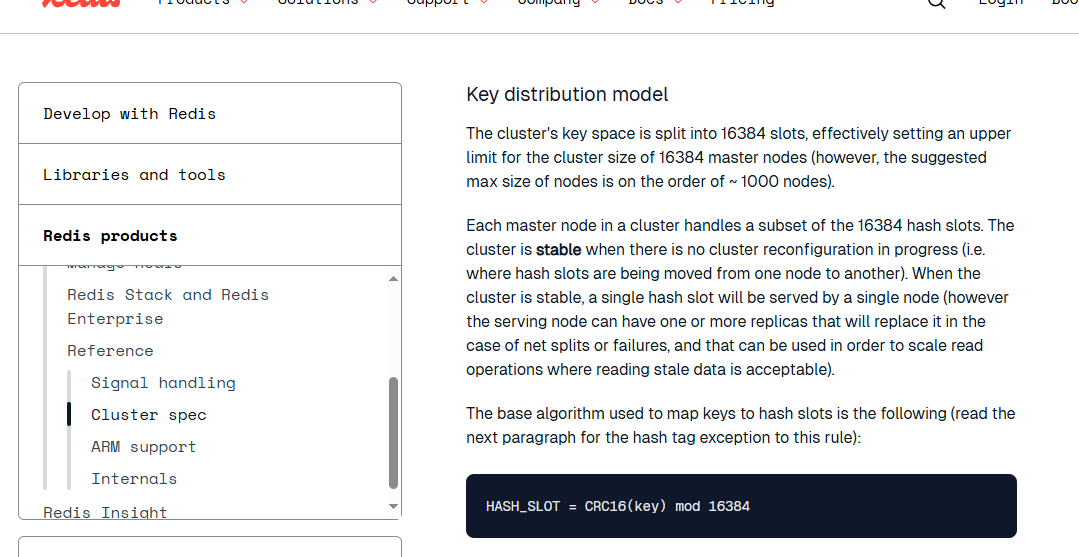 Redis
Products Solutions Support Company Docs Pricing Login
Develop with Redis
Libraries and tools
Redis products
Redis Stack and Redis
Enterprise
Reference
Signal handling
Cluster spec
ARM support
Internals
Redis Insight
Key distribution model
The cluster's key space is split into 16384 slots, effectively setting an upper
limit for the cluster size of 16384 master nodes (however, the suggested
max size of nodes is on the order of ~ 1000 nodes).
Each master node in a cluster handles a subset of the 16384 hash slots. The
cluster is stable when there is no cluster reconfiguration in progress (i.e.
where hash slots are being moved from one node to another). When the
cluster is stable, a single hash slot will be served by a single node (however
the serving node can have one or more replicas that will replace it in the
case of net splits or failures, and that can be used in order to scale read
operations where reading stale data is acceptable).
The base algorithm used to map keys to hash slots is the following (read the
next paragraph for the hash tag exception to this rule):
HASH_SLOT = CRC16(key) mod 16384